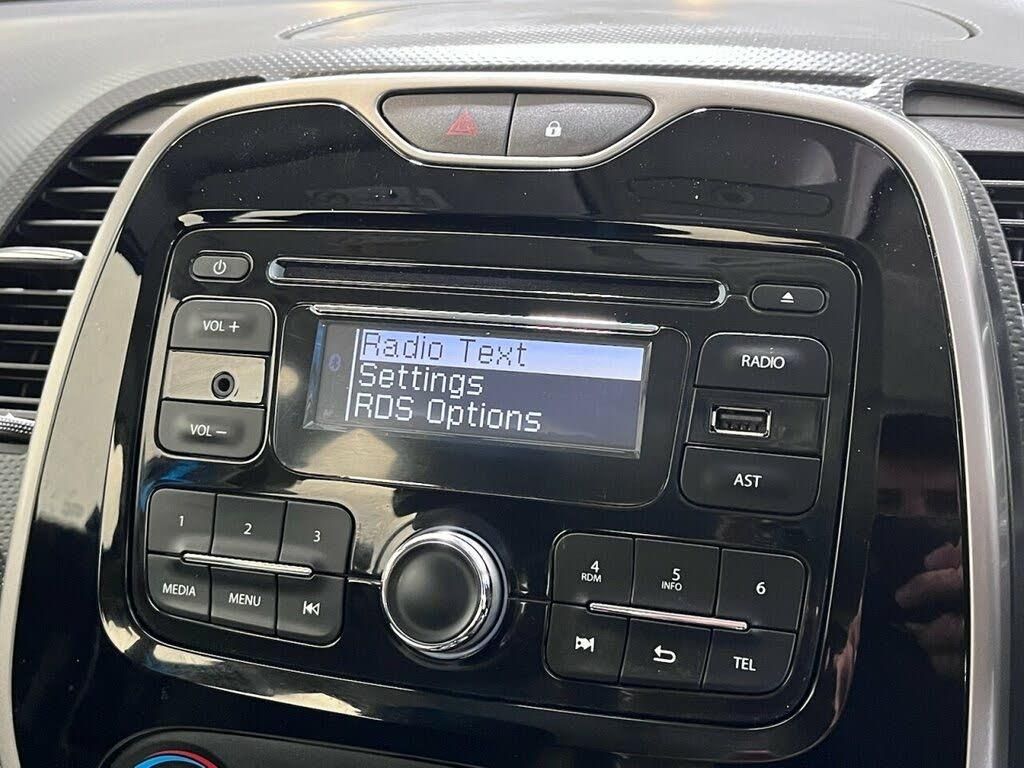 VOL +
VOL –
Radio Text
Settings
RDS Options
RADIO
AST
1
2
3
MEDIA
MENU
4
RDM
5
INFO
6
TEL